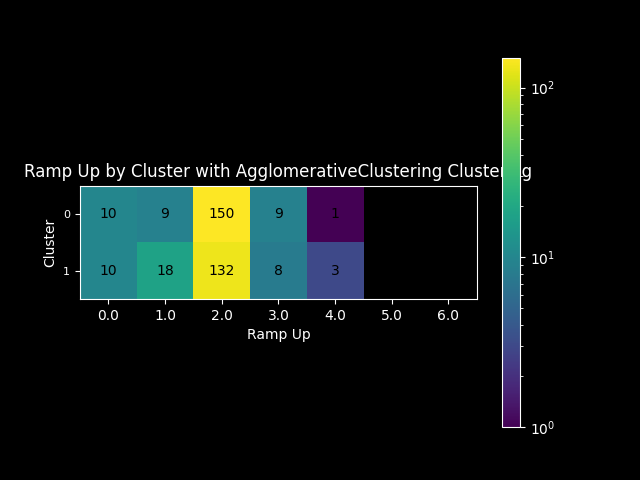 Ramp Up by Cluster with AgglomerativeClustering Clustering
10²
Cluster
0 10 9 150 9 1
1 10 18 132 8 3
10¹
0.0 1.0 2.0 3.0 4.0 5.0 6.0
Ramp Up
10⁰